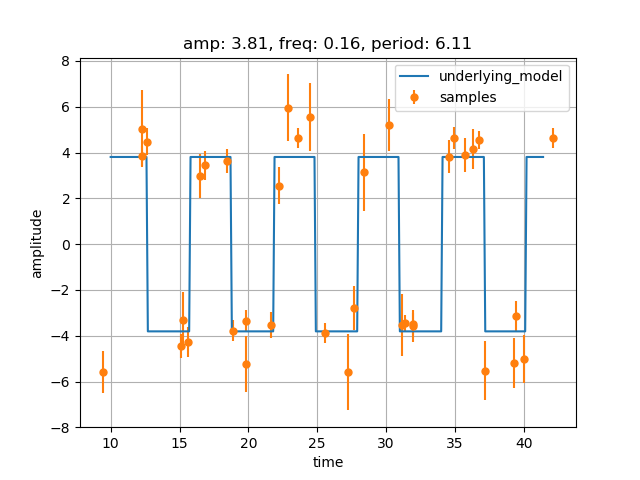 amp: 3.81, freq: 0.16, period: 6.11
8
6
4
2
0
−2
−4
−6
−8
amplitude
underlying_model
samples
10 15 20 25 30 35 40
time